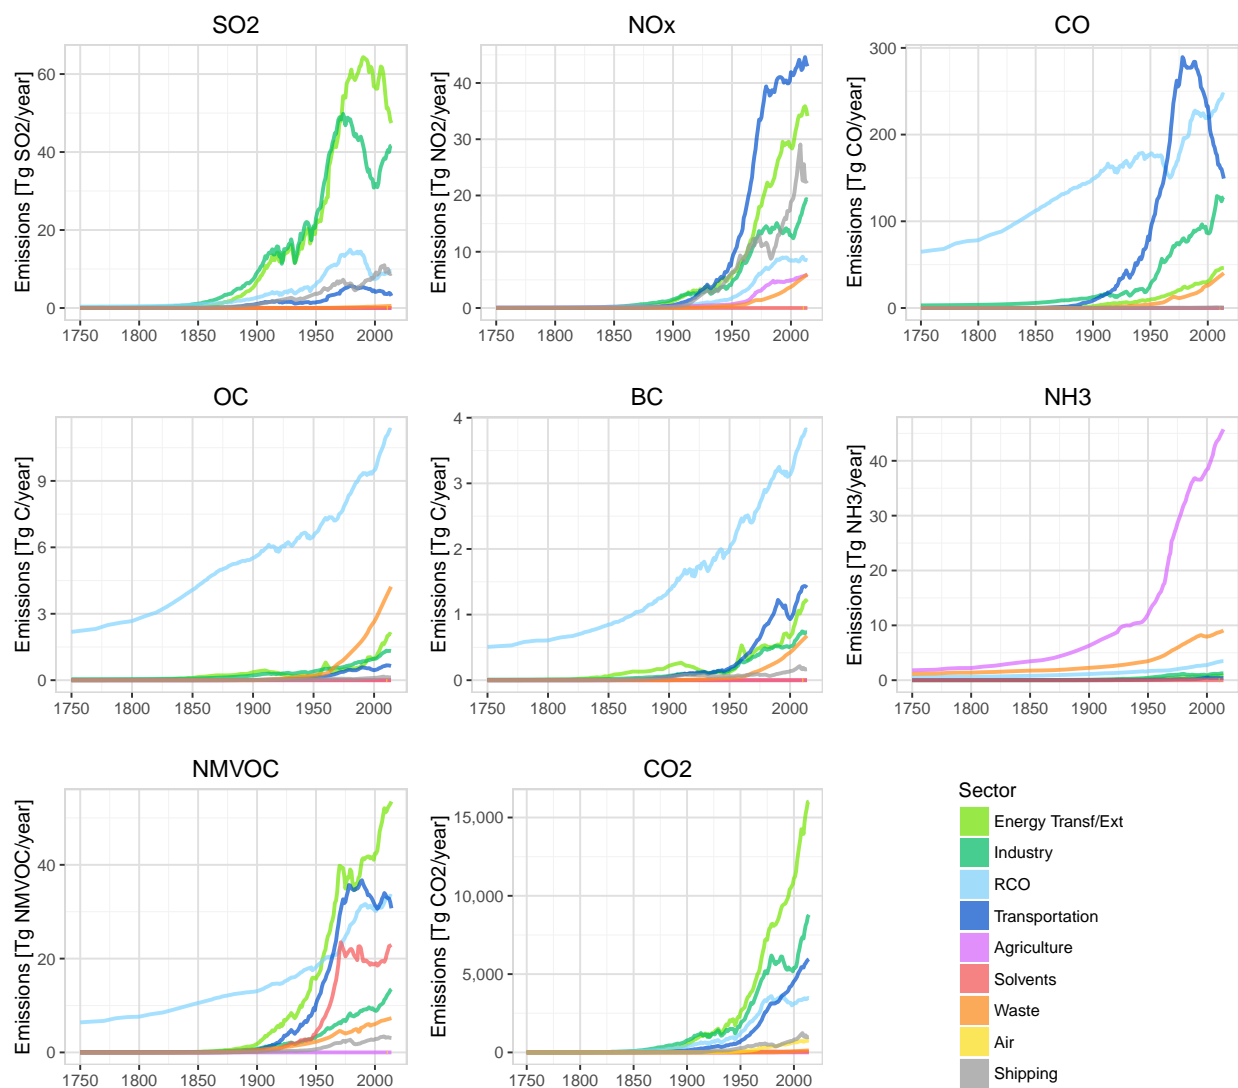 SO2
NOx
CO
Emissions [Tg SO2/year]
60
40
20
0
1750 1800 1850 1900 1950 2000
Emissions [Tg NO2/year]
40
30
20
10
0
1750 1800 1850 1900 1950 2000
Emissions [Tg CO/year]
300
200
100
0
1750 1800 1850 1900 1950 2000
OC
BC
NH3
Emissions [Tg C/year]
9
6
3
0
1750 1800 1850 1900 1950 2000
Emissions [Tg C/year]
4
3
2
1
0
1750 1800 1850 1900 1950 2000
Emissions [Tg NH3/year]
40
30
20
10
0
1750 1800 1850 1900 1950 2000
NMVOC
CO2
Emissions [Tg NMVOC/year]
40
20
0
1750 1800 1850 1900 1950 2000
Emissions [Tg CO2/year]
15,000
10,000
5,000
0
1750 1800 1850 1900 1950 2000
Sector
Energy Transf/Ext
Industry
RCO
Transportation
Agriculture
Solvents
Waste
Air
Shipping